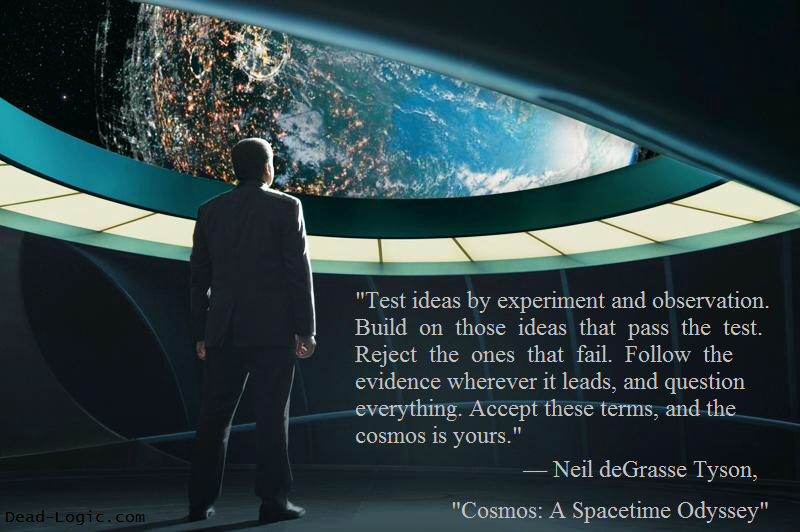 "Test ideas by experiment and observation.
Build on those ideas that pass the test.
Reject the ones that fail. Follow the
evidence wherever it leads, and question
everything. Accept these terms, and the
cosmos is yours."
— Neil deGrasse Tyson,
"Cosmos: A Spacetime Odyssey"
Dead-Logic.com